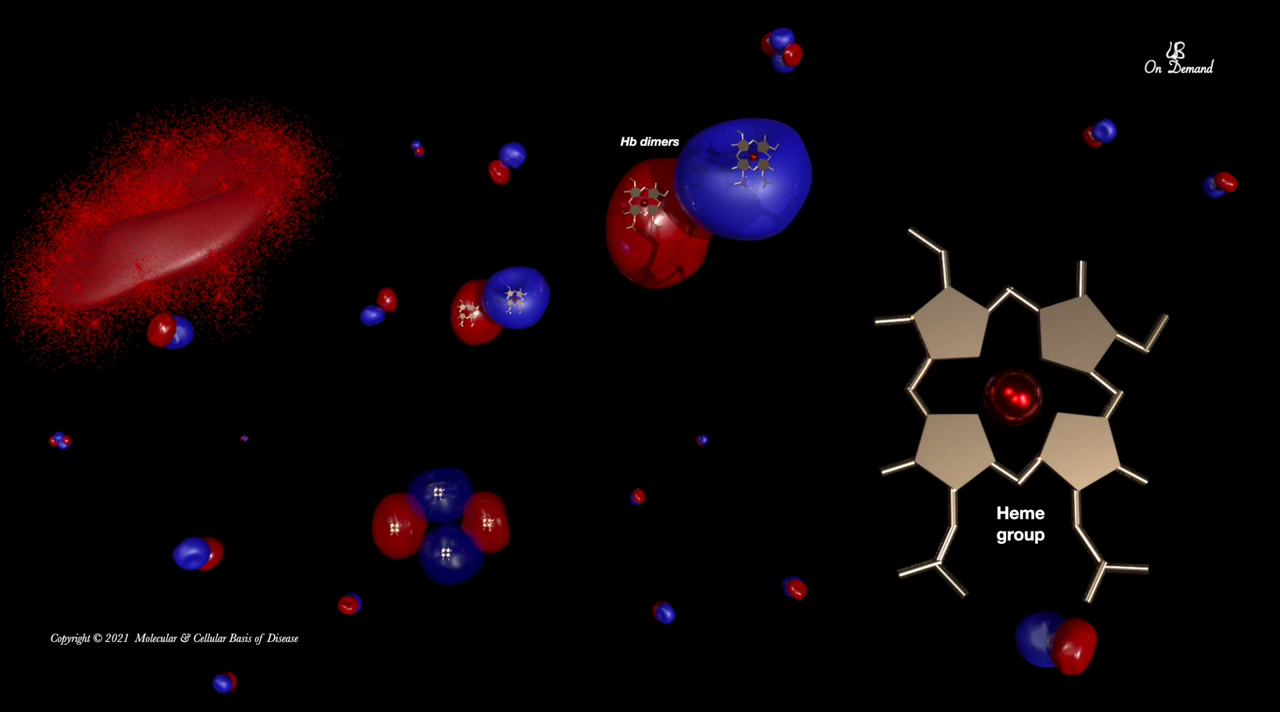 On Demand
Hb dimers
Heme
group
Copyright © 2021 Molecular & Cellular Basis of Disease